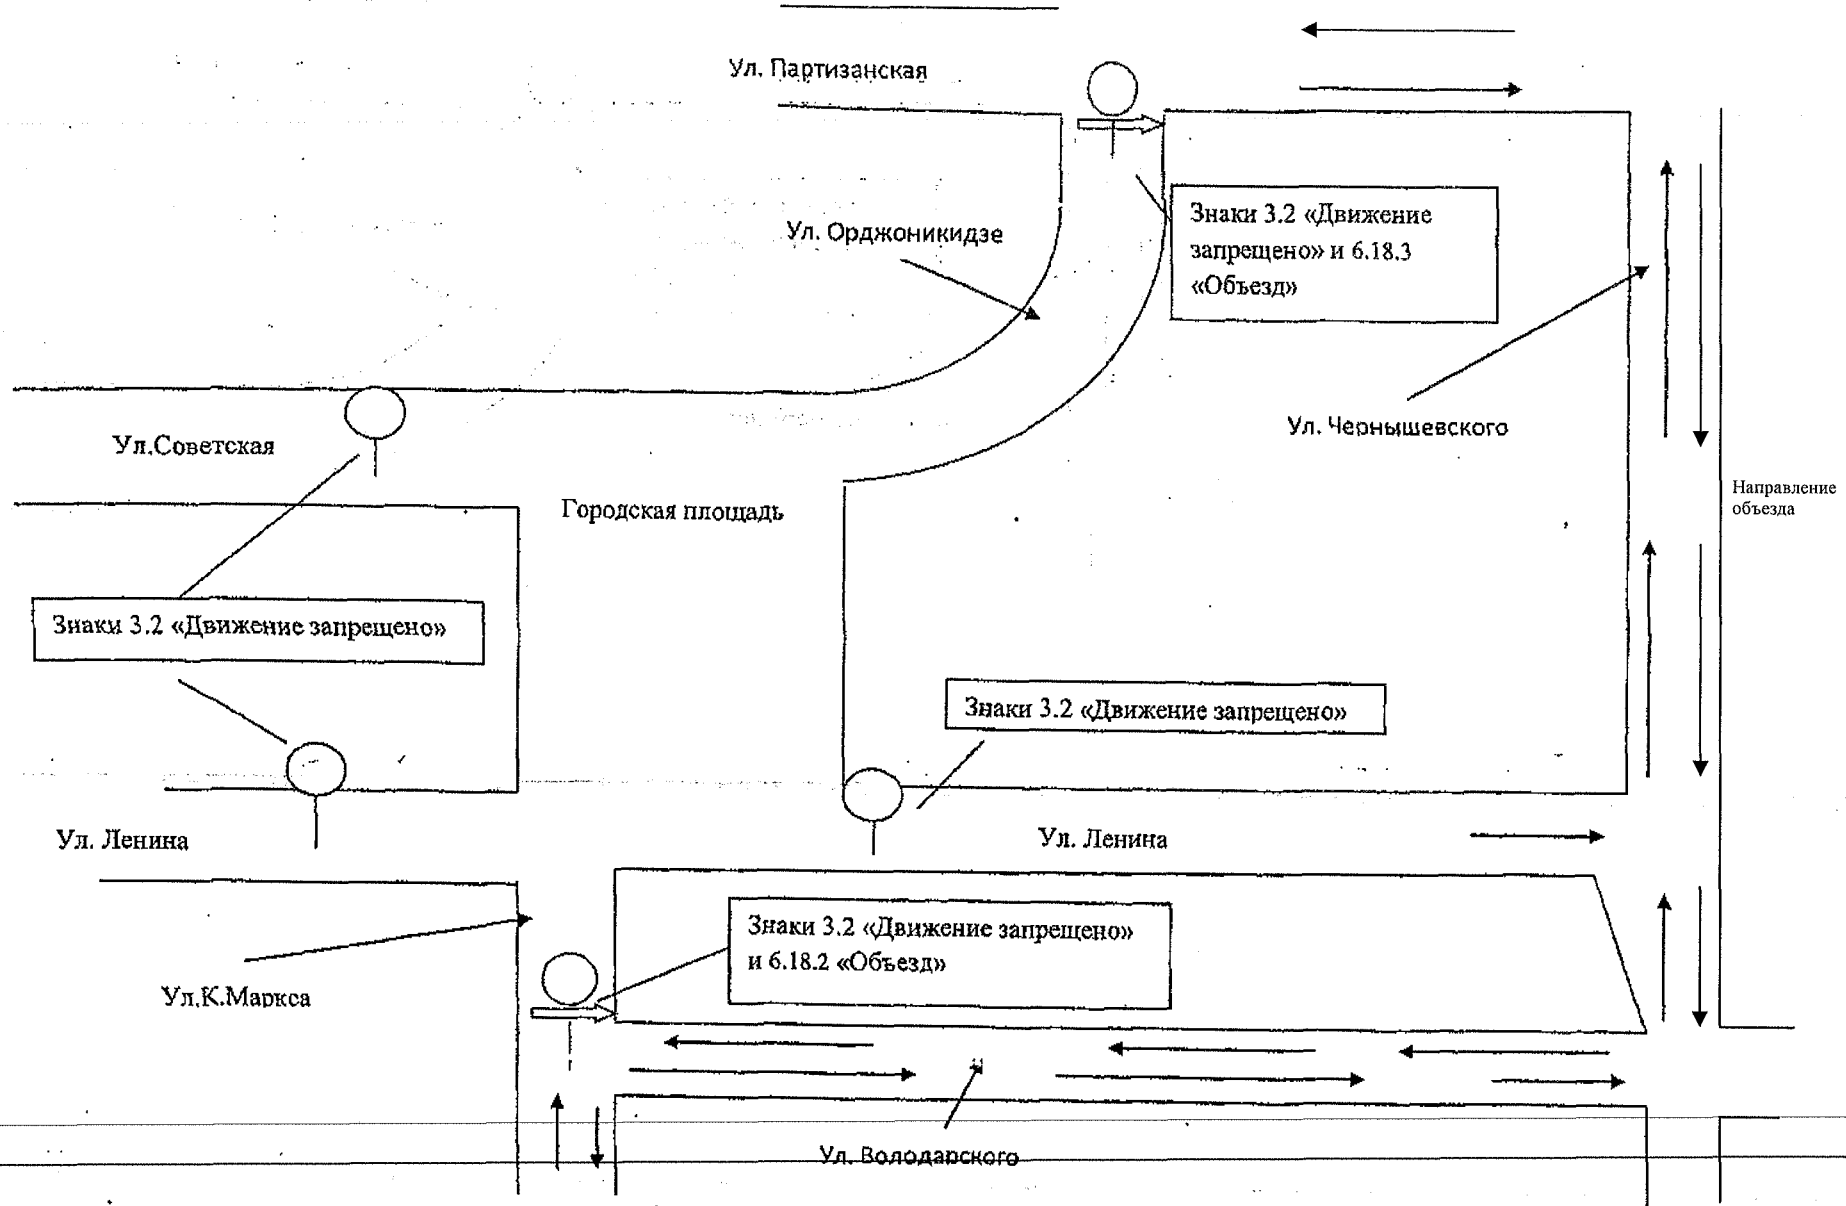 Ул. Партизанская
Знаки 3.2 «Движение
запрещено» и 6.18.3
«Объезд»
Ул. Орджоникидзе
Ул. Чернышевского
Ул.Советская
Направление
объезда
Городская площадь
Знаки 3.2 «Движение запрещено»
Знаки 3.2 «Движение запрещено»
Ул. Ленина
Ул. Ленина
Знаки 3.2 «Движение запрещено»
и 6.18.2 «Объезд»
Ул.К.Маркса
Ул. Володарского